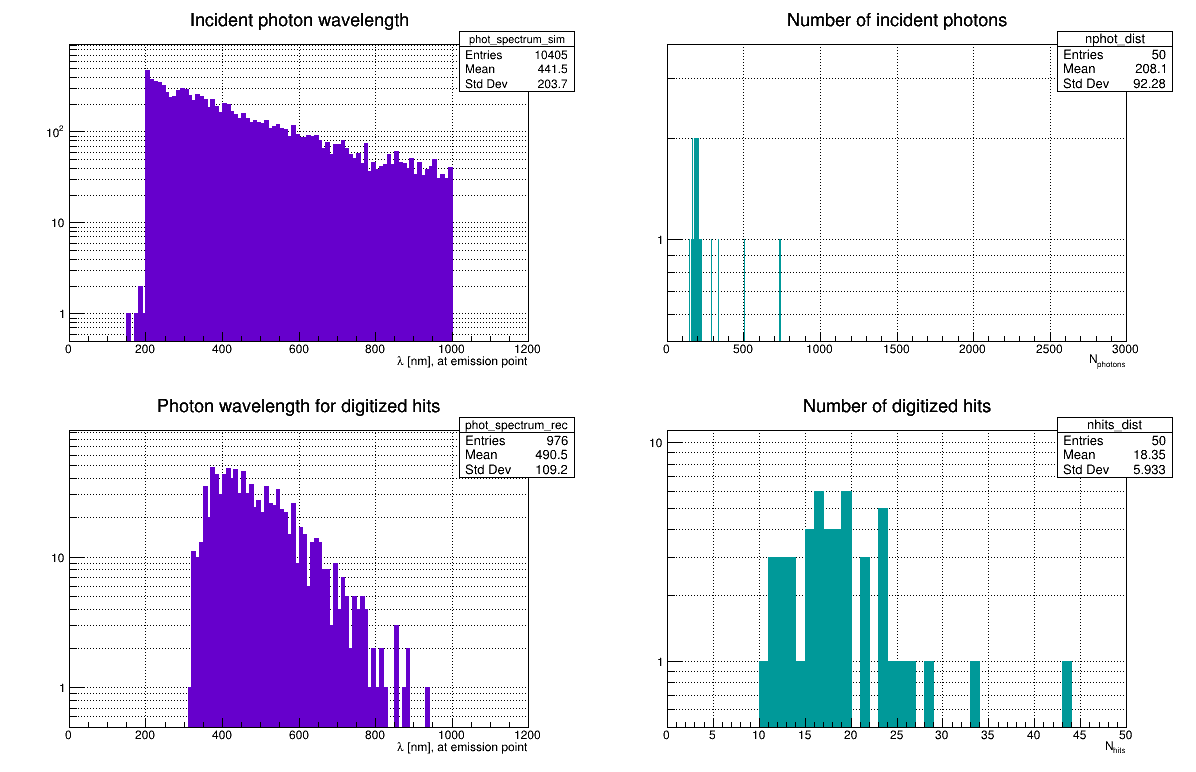 Incident photon wavelength
phot_spectrum_sim
Entries 10405
Mean 441.5
Std Dev 203.7
10²
10
1
0 200 400 600 800 1000 1200
λ [nm], at emission point
Number of incident photons
nphot_dist
Entries 50
Mean 208.1
Std Dev 92.28
1
0 500 1000 1500 2000 2500 3000
N_photons
Photon wavelength for digitized hits
phot_spectrum_rec
Entries 976
Mean 490.5
Std Dev 109.2
10
1
0 200 400 600 800 1000 1200
λ [nm], at emission point
Number of digitized hits
nhits_dist
Entries 50
Mean 18.35
Std Dev 5.933
10
1
0 5 10 15 20 25 30 35 40 45 50
N_hits